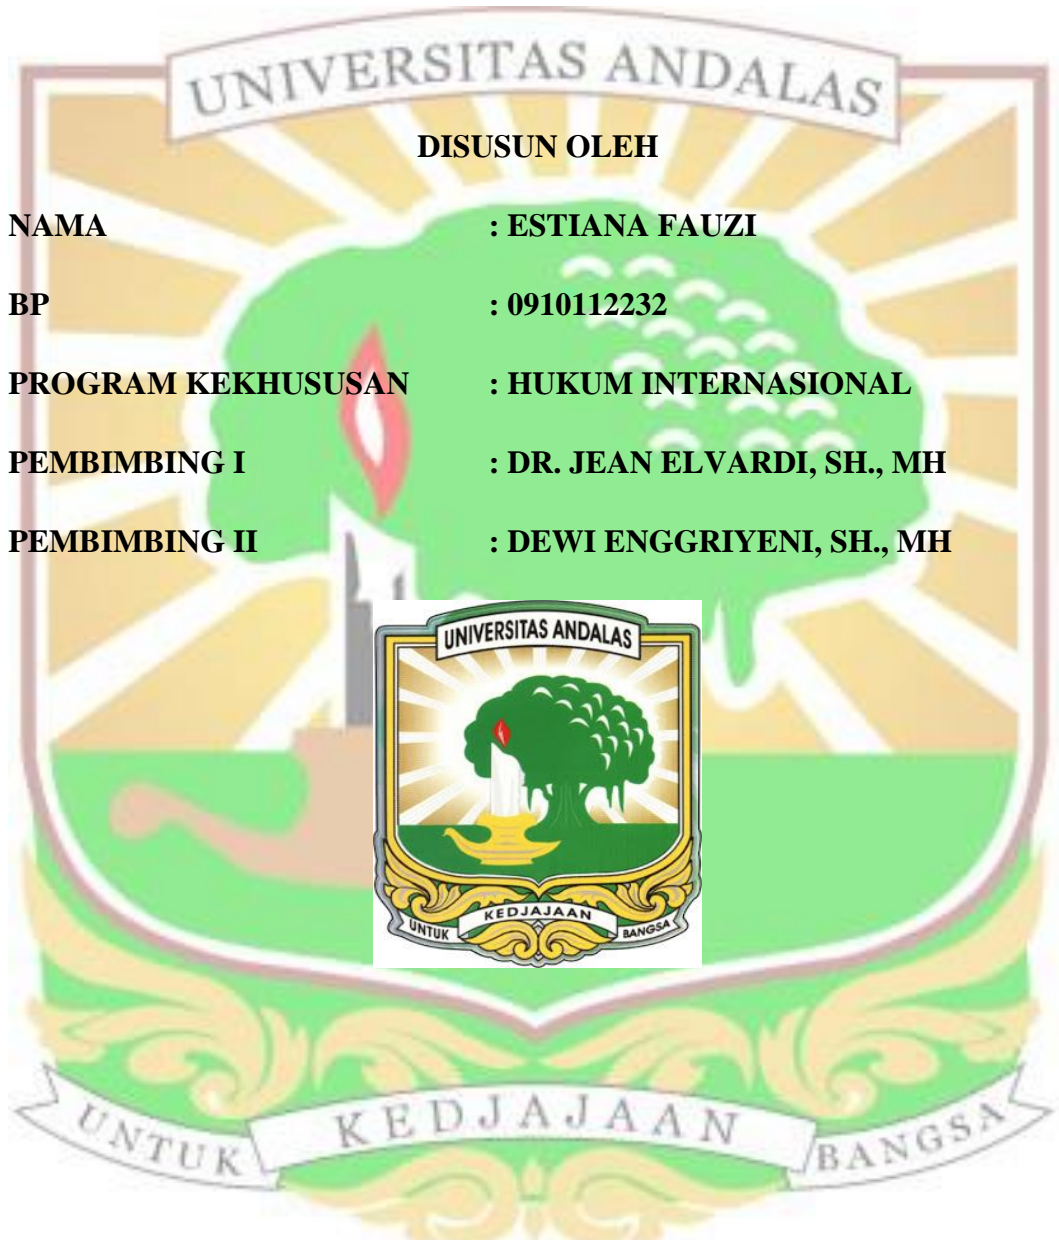 UNIVERSITAS ANDALAS
DISUSUN OLEH
NAMA : ESTIANA FAUZI
BP : 0910112232
PROGRAM KEKHUSUSAN : HUKUM INTERNASIONAL
PEMBIMBING I : DR. JEAN ELVARDI, SH., MH
PEMBIMBING II : DEWI ENGGRIYENI, SH., MH
UNIVERSITAS ANDALAS
UNTUK KEDJAJAAN BANGSA
UNTUK KEDJAJAAN BANGSA